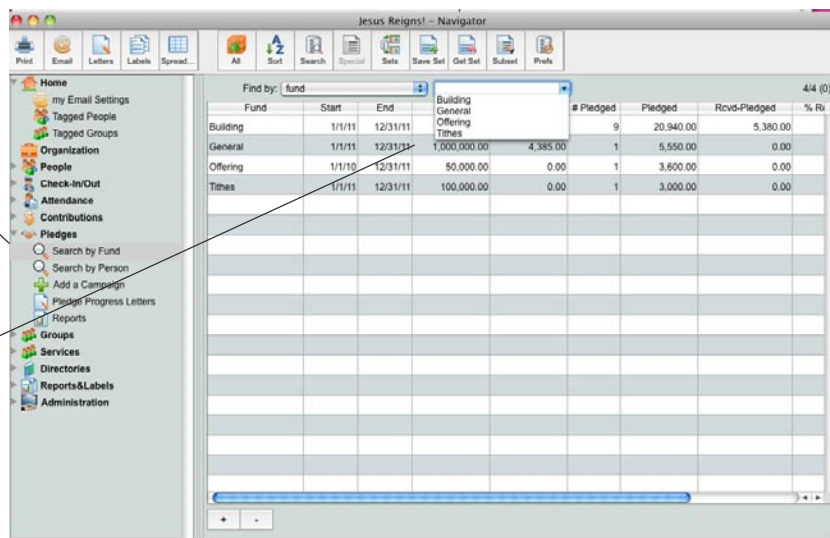 Jesus Reigns! – Navigator
Print Email Letters Labels Spread... All Sort Search Special Sets Save Set Get Set Subset Prefs
Home
my Email Settings
Tagged People
Tagged Groups
Organization
People
Check-In/Out
Attendance
Contributions
Pledges
Search by Fund
Search by Person
Add a Campaign
Pledge Progress Letters
Reports
Groups
Services
Directories
Reports&Labels
Administration
Find by: fund
4/4 (0)
Building
General
Offering
Tithes
Fund Start End # Pledged Pledged Rcvd-Pledged
Building 1/1/11 12/31/11 9 20,940.00 5,380.00
General 1/1/11 12/31/11 1,000,000.00 4,385.00 1 5,550.00 0.00
Offering 1/1/10 12/31/11 50,000.00 0.00 1 3,600.00 0.00
Tithes 1/1/11 12/31/11 100,000.00 0.00 1 3,000.00 0.00
+ -